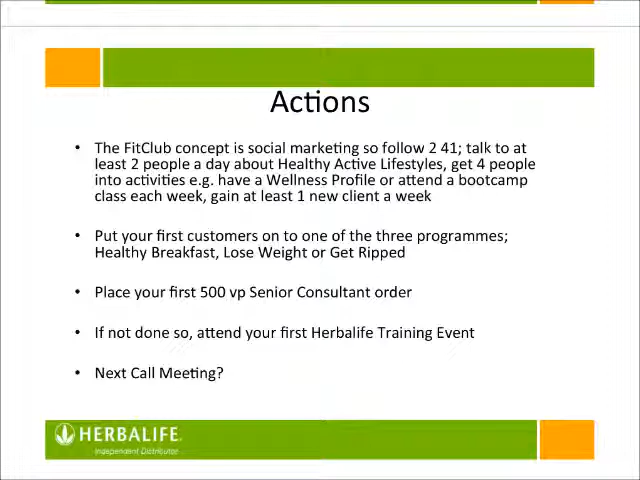 Actions
• The FitClub concept is social marketing so follow 2 41; talk to at
least 2 people a day about Healthy Active Lifestyles, get 4 people
into activities e.g. have a Wellness Profile or attend a bootcamp
class each week, gain at least 1 new client a week
• Put your first customers on to one of the three programmes;
Healthy Breakfast, Lose Weight or Get Ripped
• Place your first 500 vp Senior Consultant order
• If not done so, attend your first Herbalife Training Event
• Next Call Meeting?
HERBALIFE.
Independent Distributor